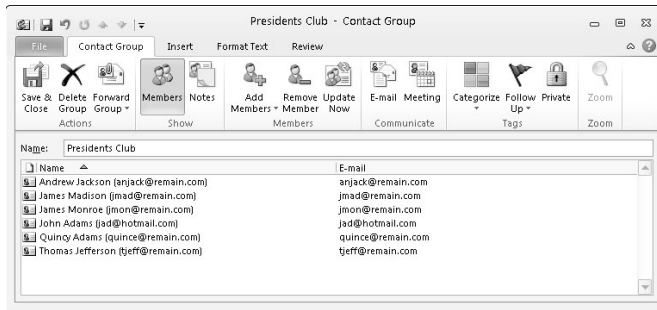 Presidents Club - Contact Group
File Contact Group Insert Format Text Review
Save & Close Delete Group Forward Group Members Notes Add Members Remove Member Update Now E-mail Meeting Categorize Follow Up Private Zoom
Actions Show Members Communicate Tags Zoom
Name: Presidents Club
Name E-mail
Andrew Jackson (anjack@remain.com) anjack@remain.com
James Madison (jmad@remain.com) jmad@remain.com
James Monroe (jmon@remain.com) jmon@remain.com
John Adams (jad@hotmail.com) jad@hotmail.com
Quincy Adams (quince@remain.com) quince@remain.com
Thomas Jefferson (tjeff@remain.com) tjeff@remain.com